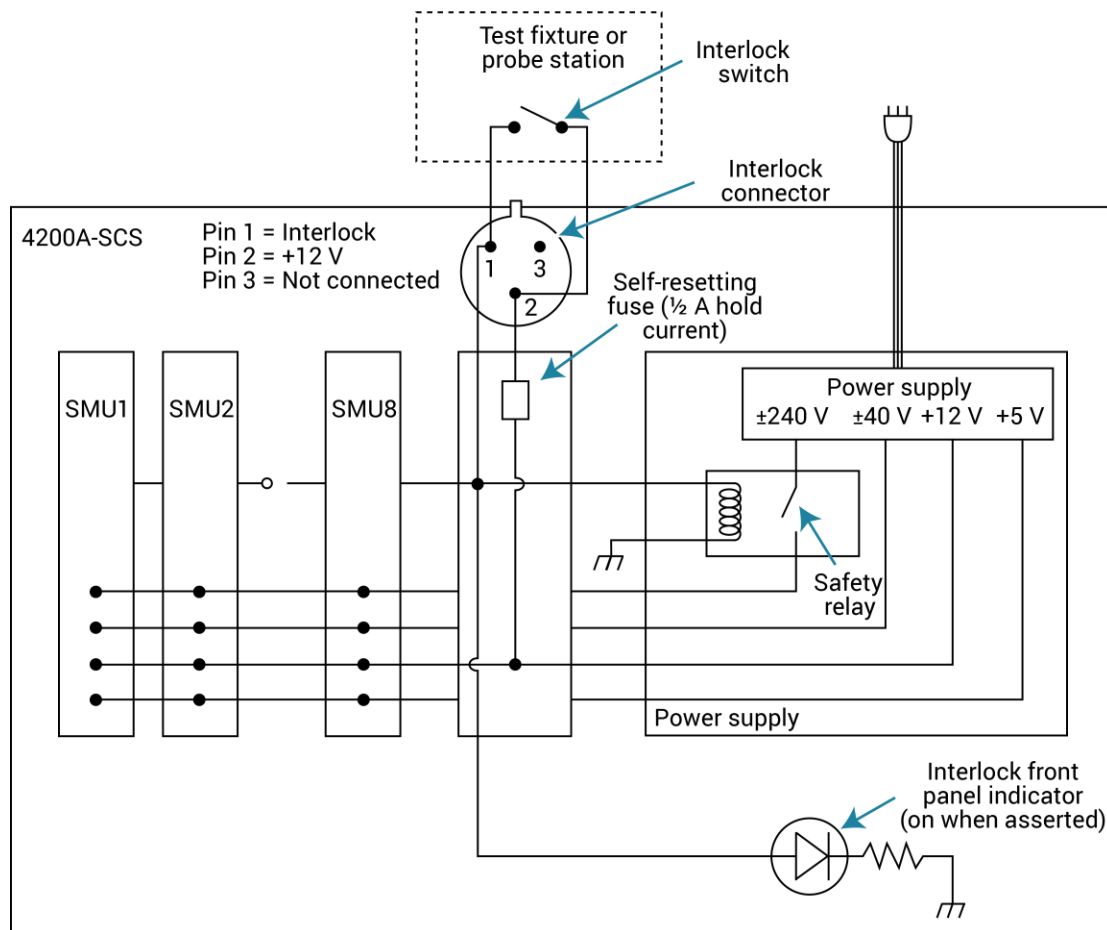 Test fixture or
probe station
Interlock
switch
Interlock
connector
4200A-SCS
Pin 1 = Interlock
Pin 2 = +12 V
Pin 3 = Not connected
1
3
2
Self-resetting
fuse (½ A hold
current)
SMU1
SMU2
SMU8
Power supply
±240 V ±40 V +12 V +5 V
Safety
relay
Power supply
Interlock front
panel indicator
(on when asserted)